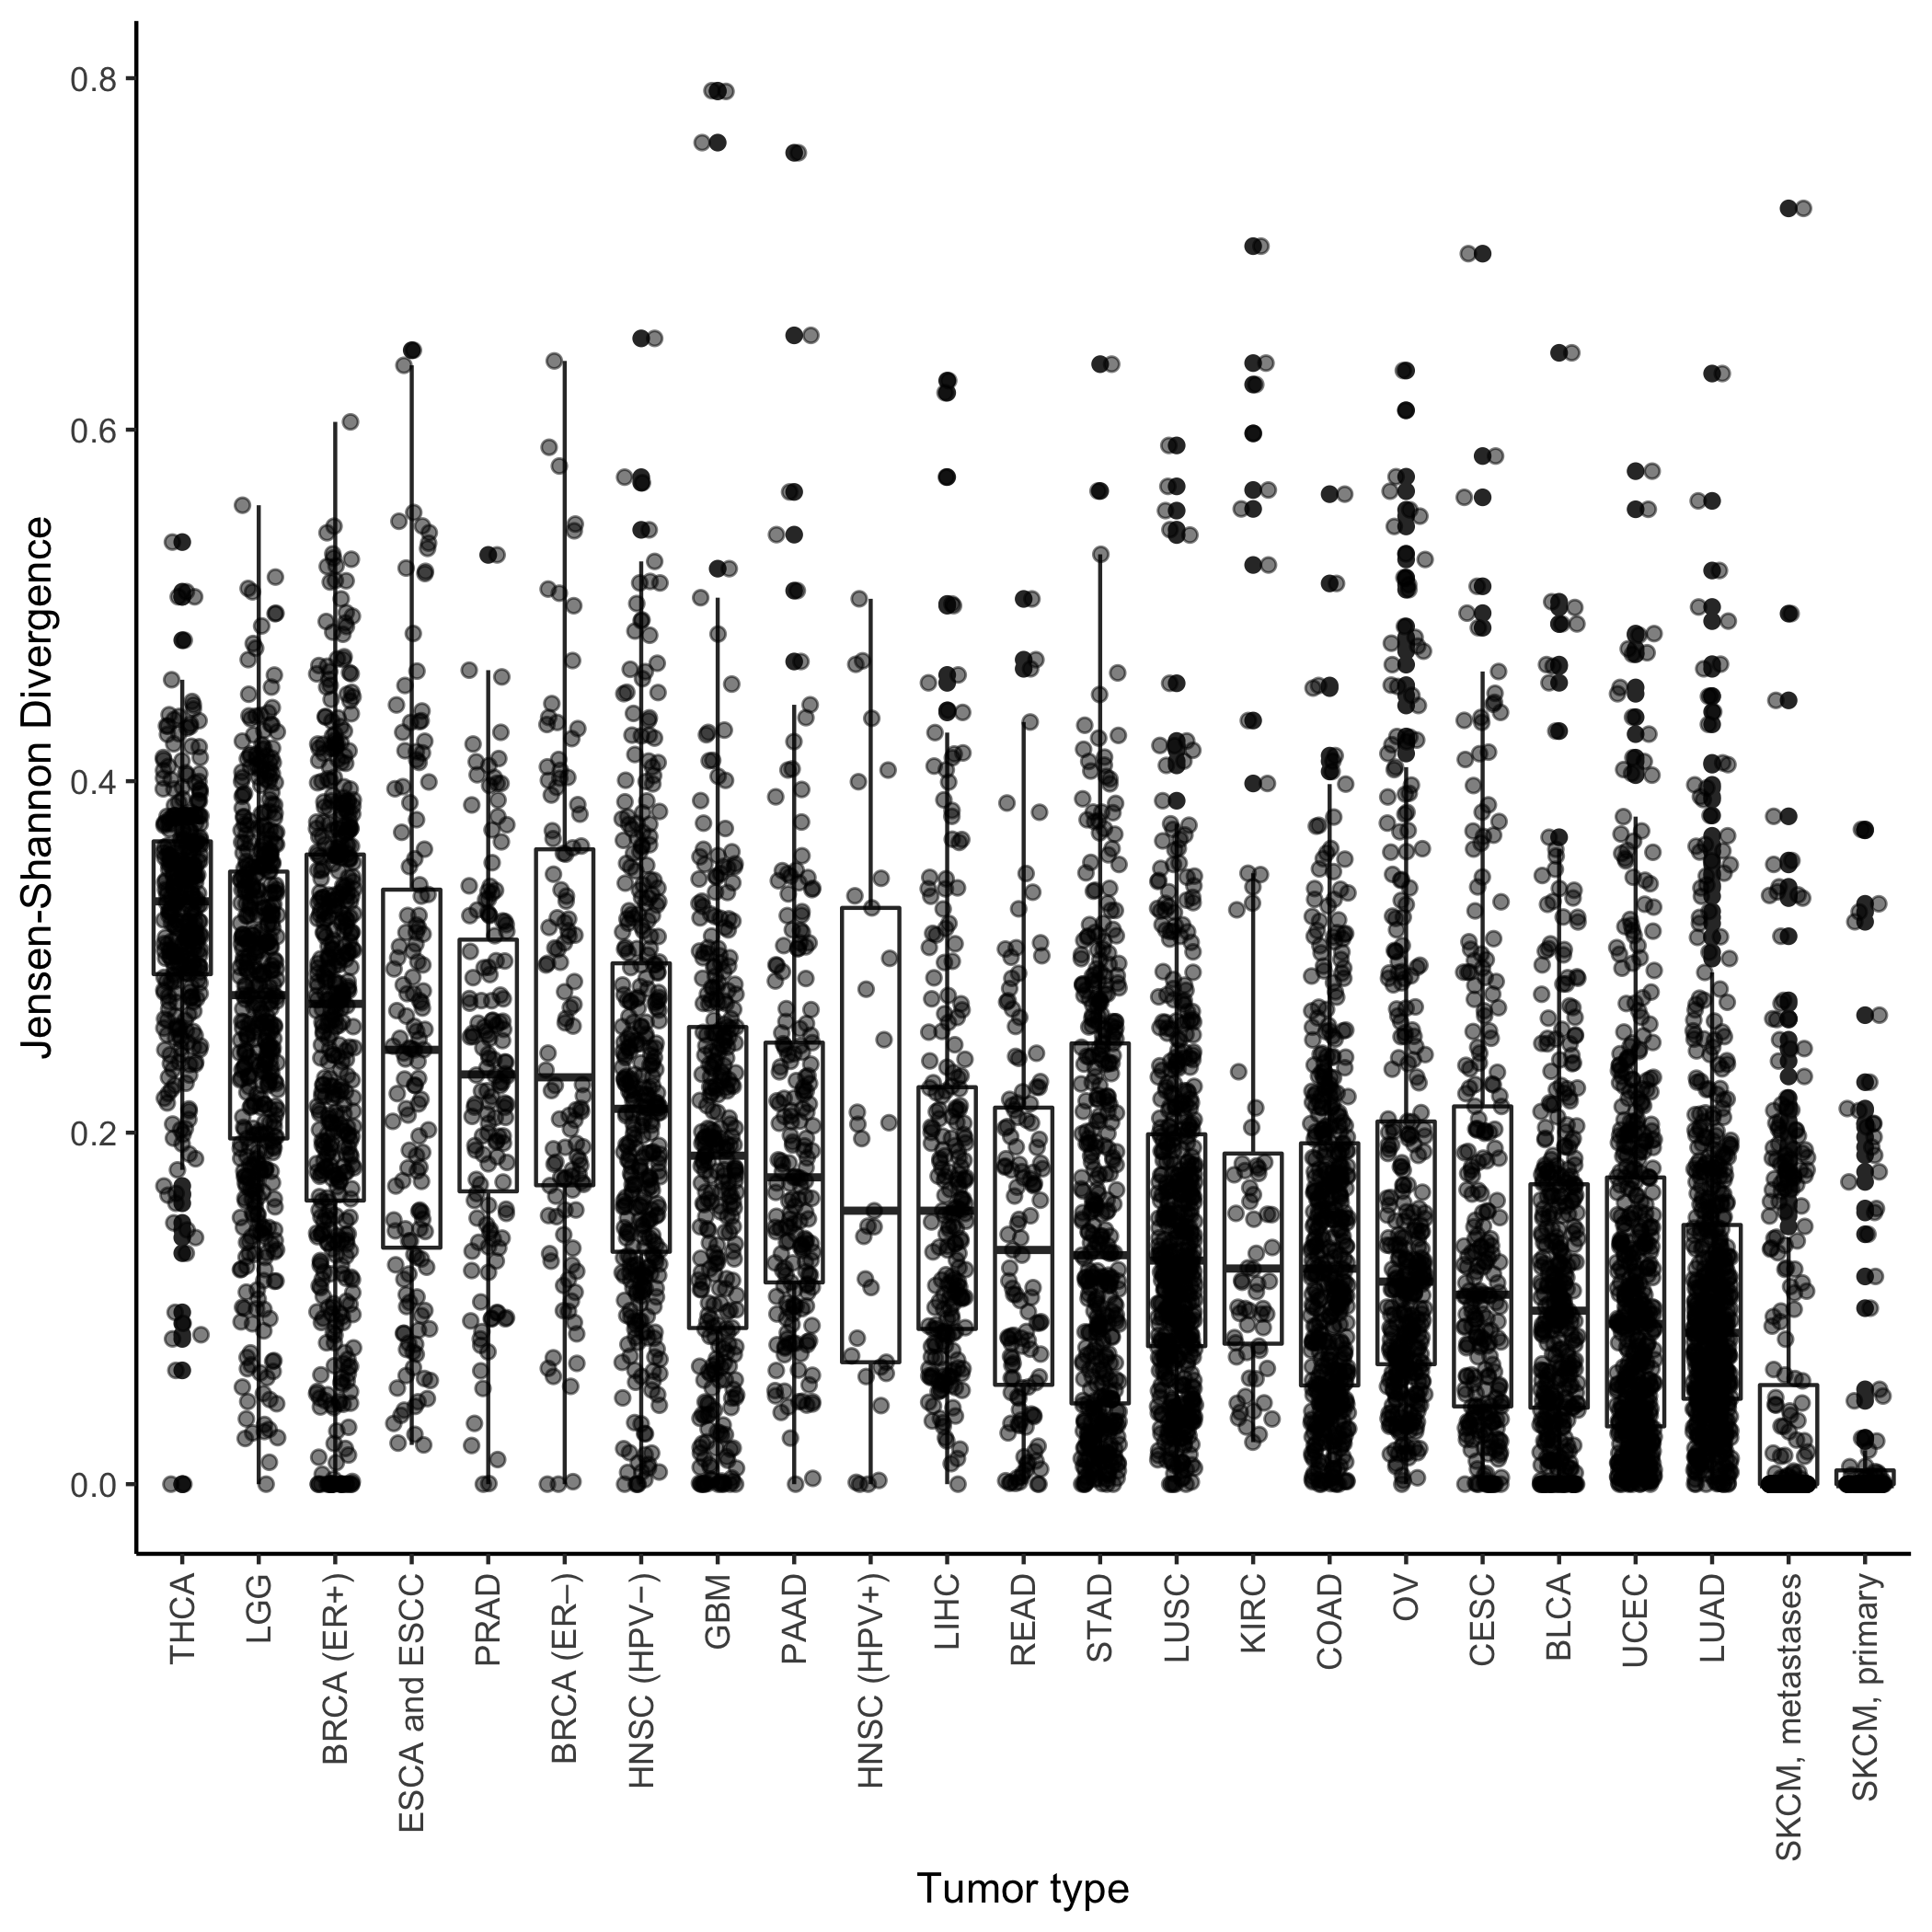 Jensen-Shannon Divergence
0.8
0.6
0.4
0.2
0.0
THCA
LGG
BRCA (ER+)
ESCA and ESCC
PRAD
BRCA (ER−)
HNSC (HPV−)
GBM
PAAD
HNSC (HPV+)
LIHC
READ
STAD
LUSC
KIRC
COAD
OV
CESC
BLCA
UCEC
LUAD
SKCM, metastases
SKCM, primary
Tumor type